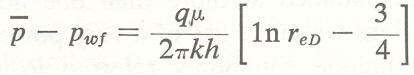 p̅ − p_wf = qμ / 2πkh [ ln r_eD − 3/4 ]